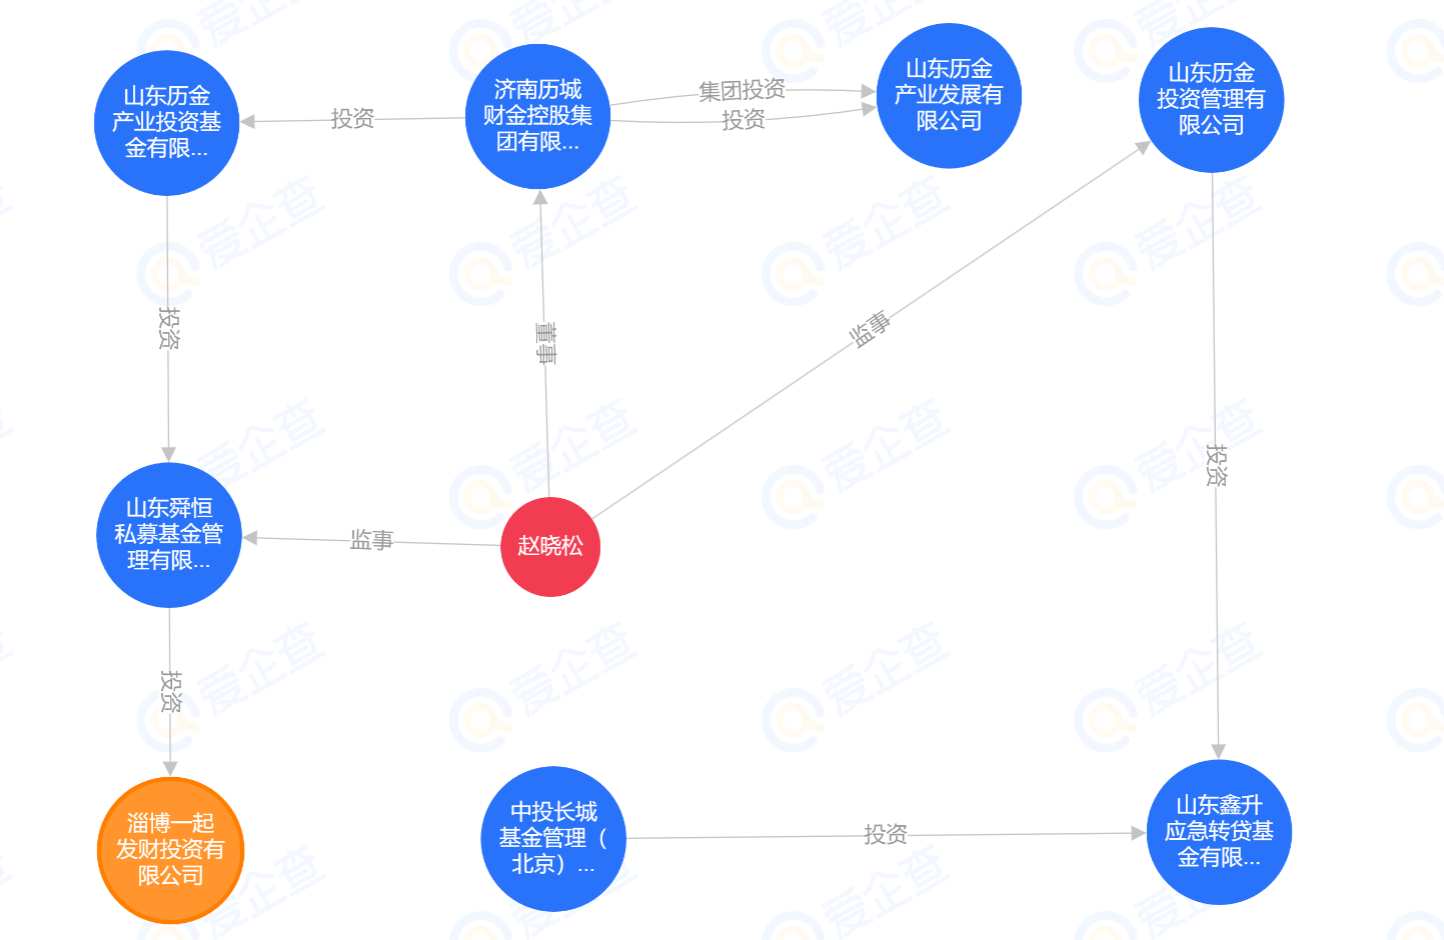 山东历金
产业投资基
金有限...
投资
济南历城
财金控股集
团有限...
集团投资
投资
山东历金
产业发展有
限公司
山东历金
投资管理有
限公司
投资
董事
监事
投资
山东舜恒
私募基金管
理有限...
监事
赵晓松
投资
淄博一起
发财投资有
限公司
中投长城
基金管理（
北京）...
投资
山东鑫升
应急转贷基
金有限...
爱企查